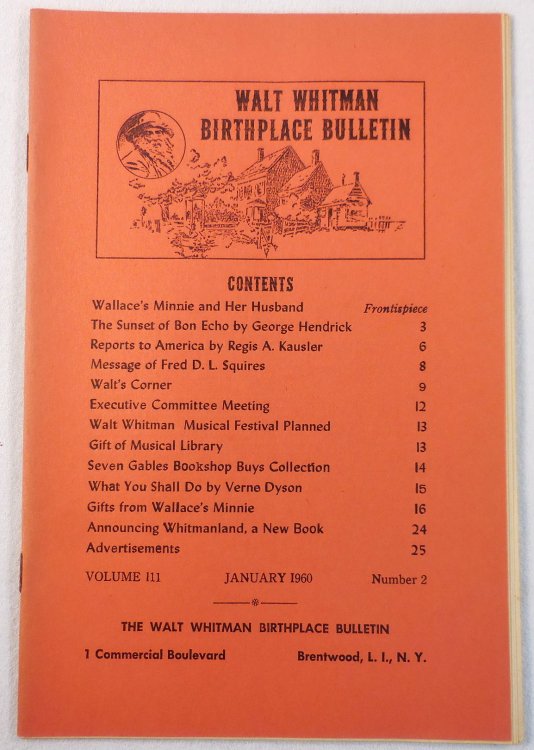 WALT WHITMAN
BIRTHPLACE BULLETIN
CONTENTS
Wallace's Minnie and Her Husband Frontispiece
The Sunset of Bon Echo by George Hendrick 3
Reports to America by Regis A. Kausler 6
Message of Fred D. L. Squires 8
Walt's Corner 9
Executive Committee Meeting 12
Walt Whitman Musical Festival Planned 13
Gift of Musical Library 13
Seven Gables Bookshop Buys Collection 14
What You Shall Do by Verne Dyson 15
Gifts from Wallace's Minnie 16
Announcing Whitmanland, a New Book 24
Advertisements 25
VOLUME 111 JANUARY 1960 Number 2
THE WALT WHITMAN BIRTHPLACE BULLETIN
1 Commercial Boulevard Brentwood, L. I., N. Y.